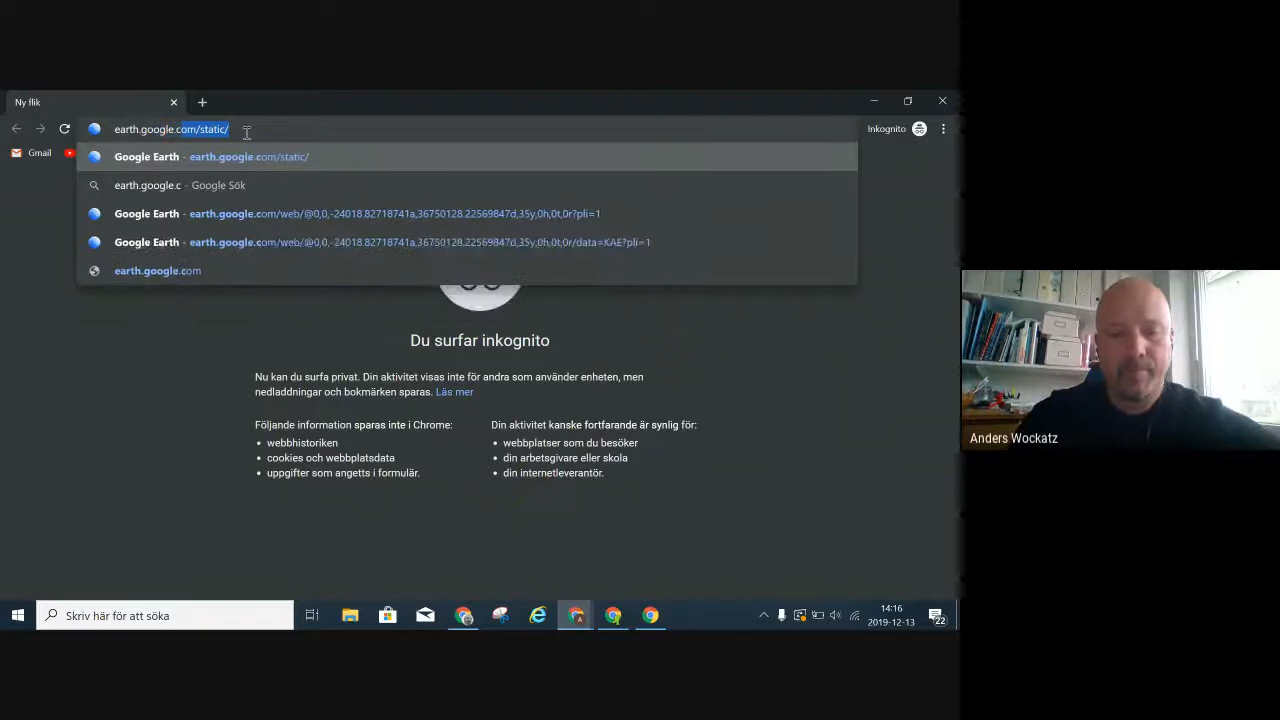 Ny flik
earth.google.com/static/
Inkognito
Gmail
Google Earth - earth.google.com/static/
earth.google.c - Google Sök
Google Earth - earth.google.com/web/@0,0,-24018.82718741a,36750128.22569847d,35y,0h,0t,0r?pli=1
Google Earth - earth.google.com/web/@0,0,-24018.82718741a,36750128.22569847d,35y,0h,0t,0r/data=KAE?pli=1
earth.google.com
Du surfar inkognito
Nu kan du surfa privat. Din aktivitet visas inte för andra som använder enheten, men
nedladdningar och bokmärken sparas. Läs mer
Följande information sparas inte i Chrome:
webbhistoriken
cookies och webbplatsdata
uppgifter som angetts i formulär.
Din aktivitet kanske fortfarande är synlig för:
webbplatser som du besöker
din arbetsgivare eller skola
din internetleverantör.
Anders Wockatz
Skriv här för att söka
14:16
2019-12-13
22